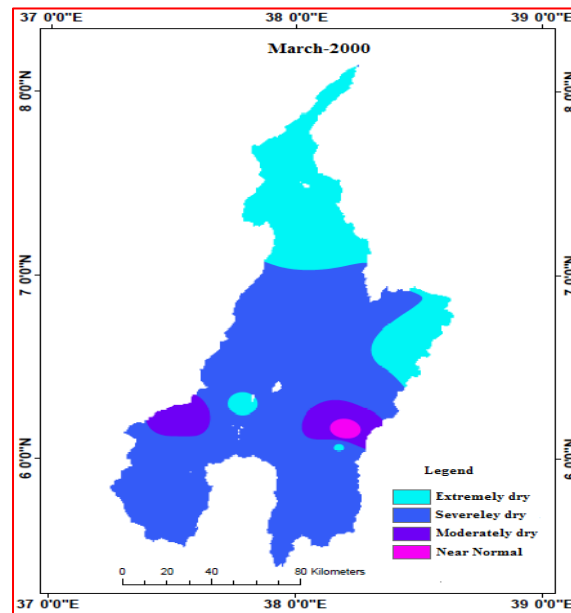 37 0'0"E 38 0'0"E 39 0'0"E
March-2000
8 0'0"N 8 0'0"N
7 0'0"N 7 0'0"N
6 0'0"N 6 0'0"N
Legend
Extremely dry
Severeley dry
Moderately dry
Near Normal
0 20 40 80 Kilometers
37 0'0"E 38 0'0"E 39 0'0"E